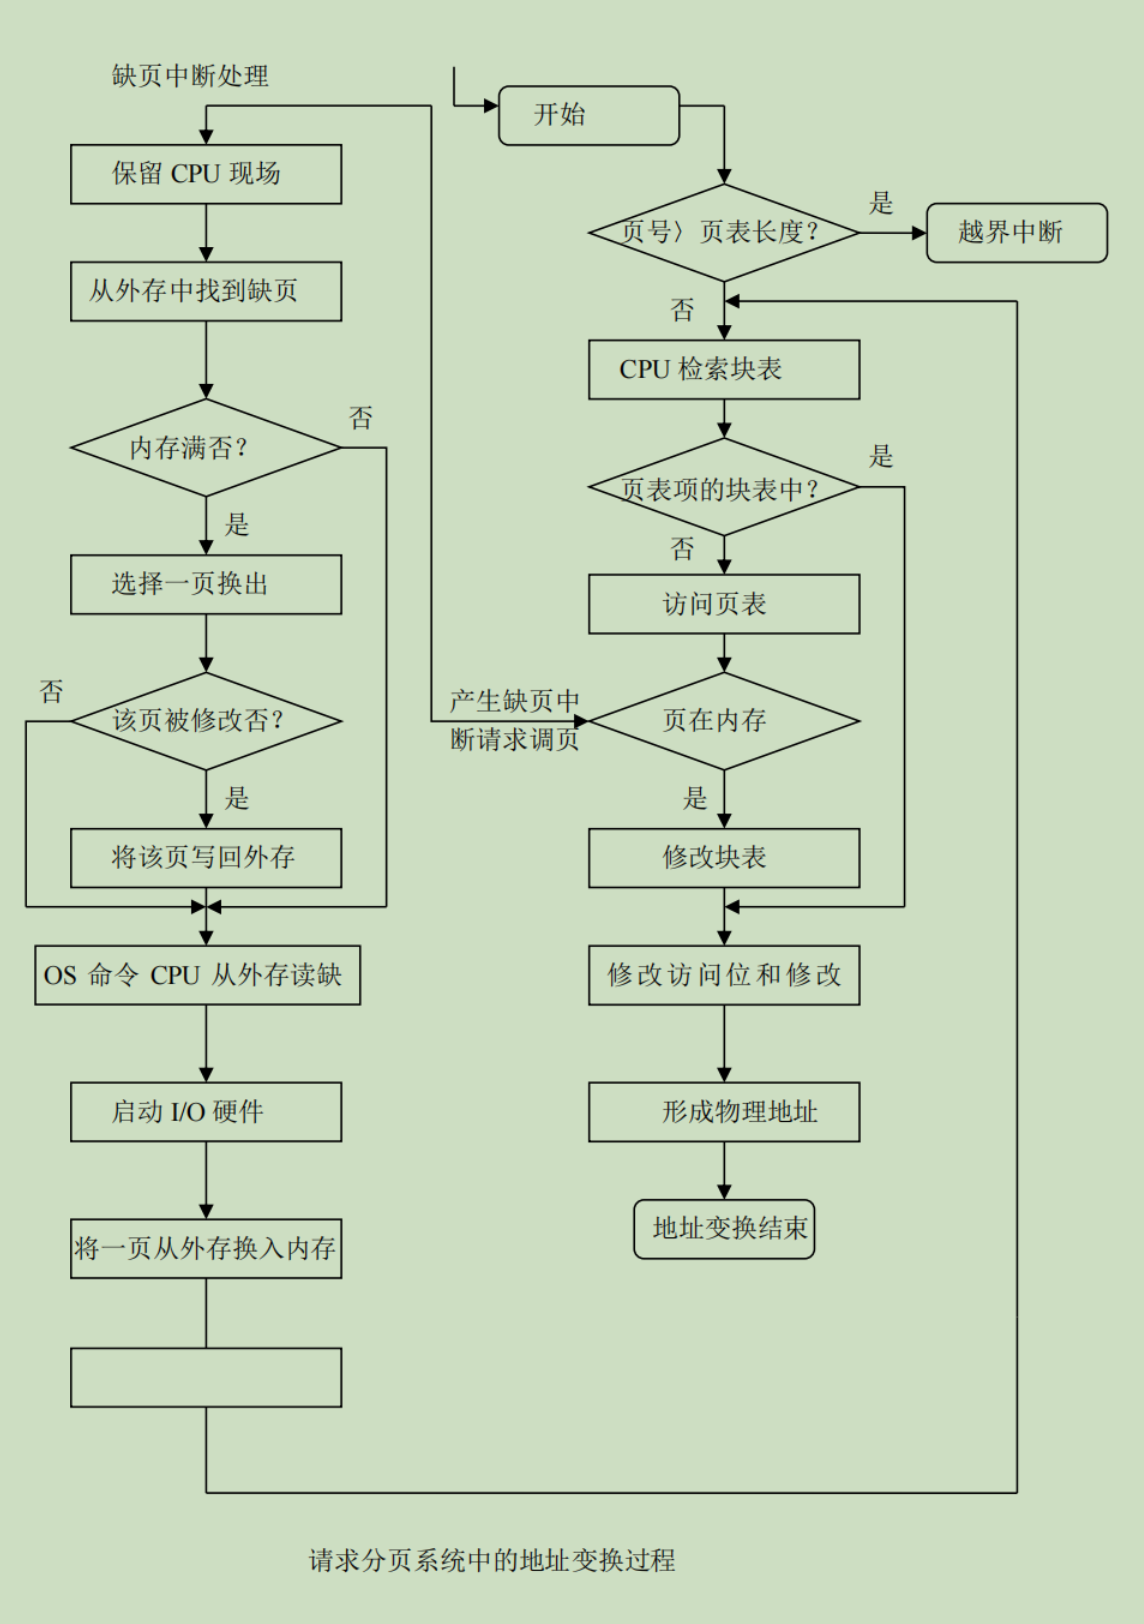 缺页中断处理
开始
保留 CPU 现场
是
页号〉页表长度？
越界中断
从外存中找到缺页
否
CPU 检索块表
否
内存满否？
是
页表项的块表中？
是
否
选择一页换出
访问页表
否
产生缺页中
该页被修改否？
页在内存
断请求调页
是
是
将该页写回外存
修改块表
OS 命令 CPU 从外存读缺
修改访问位和修改
启动 I/O 硬件
形成物理地址
地址变换结束
将一页从外存换入内存
请求分页系统中的地址变换过程